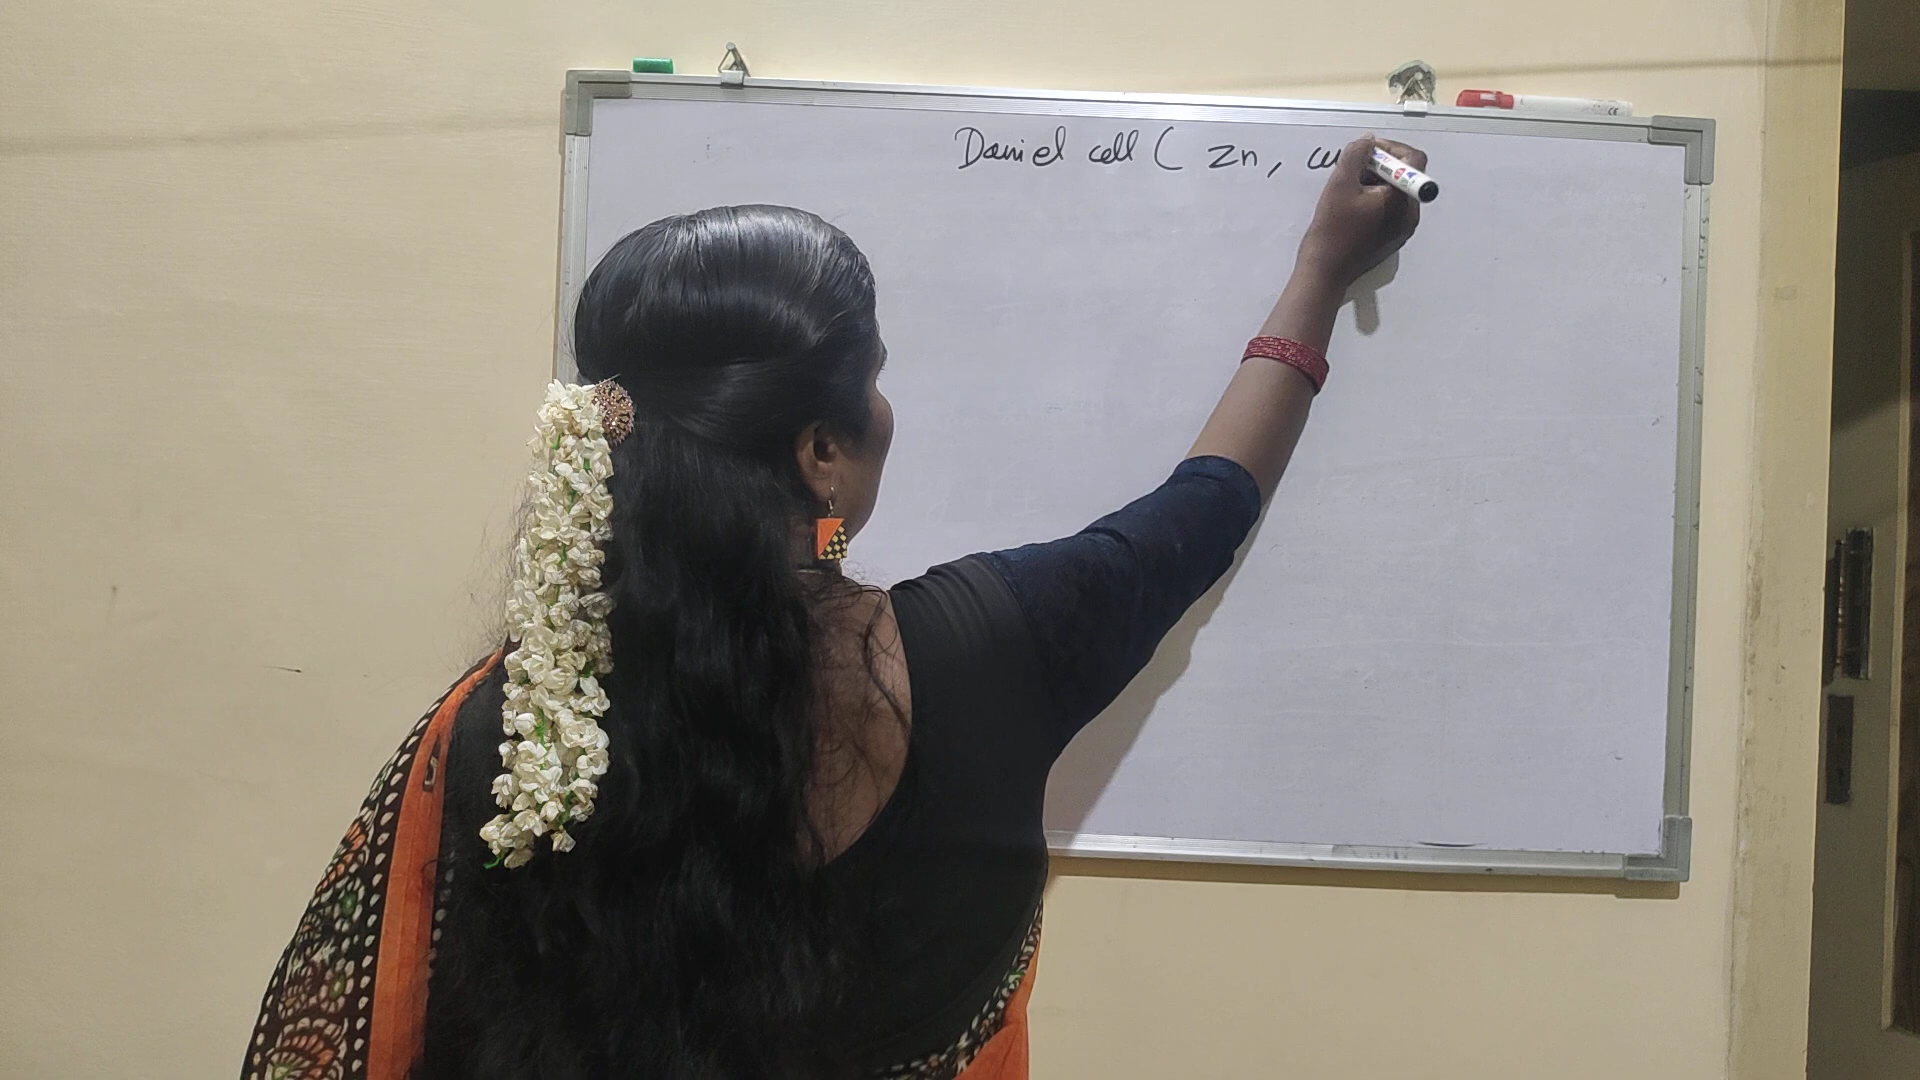 Daniel cell ( Zn, cu